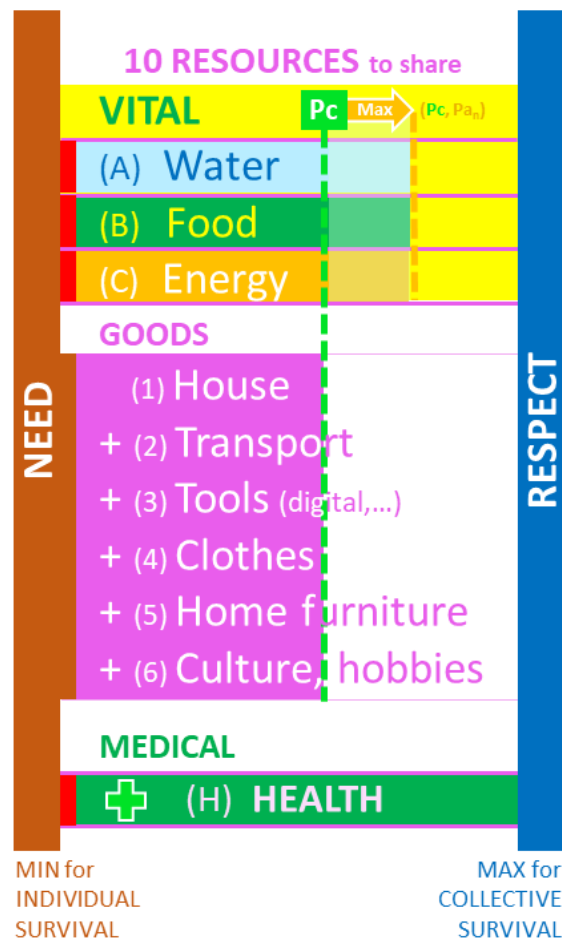 10 RESOURCES to share
VITAL
Pc
Max
(Pc, Paₙ)
(A) Water
(B) Food
(C) Energy
GOODS
(1) House
+ (2) Transport
+ (3) Tools (digital,...)
+ (4) Clothes
+ (5) Home furniture
+ (6) Culture, hobbies
MEDICAL
(H) HEALTH
NEED
RESPECT
MIN for
INDIVIDUAL
SURVIVAL
MAX for
COLLECTIVE
SURVIVAL